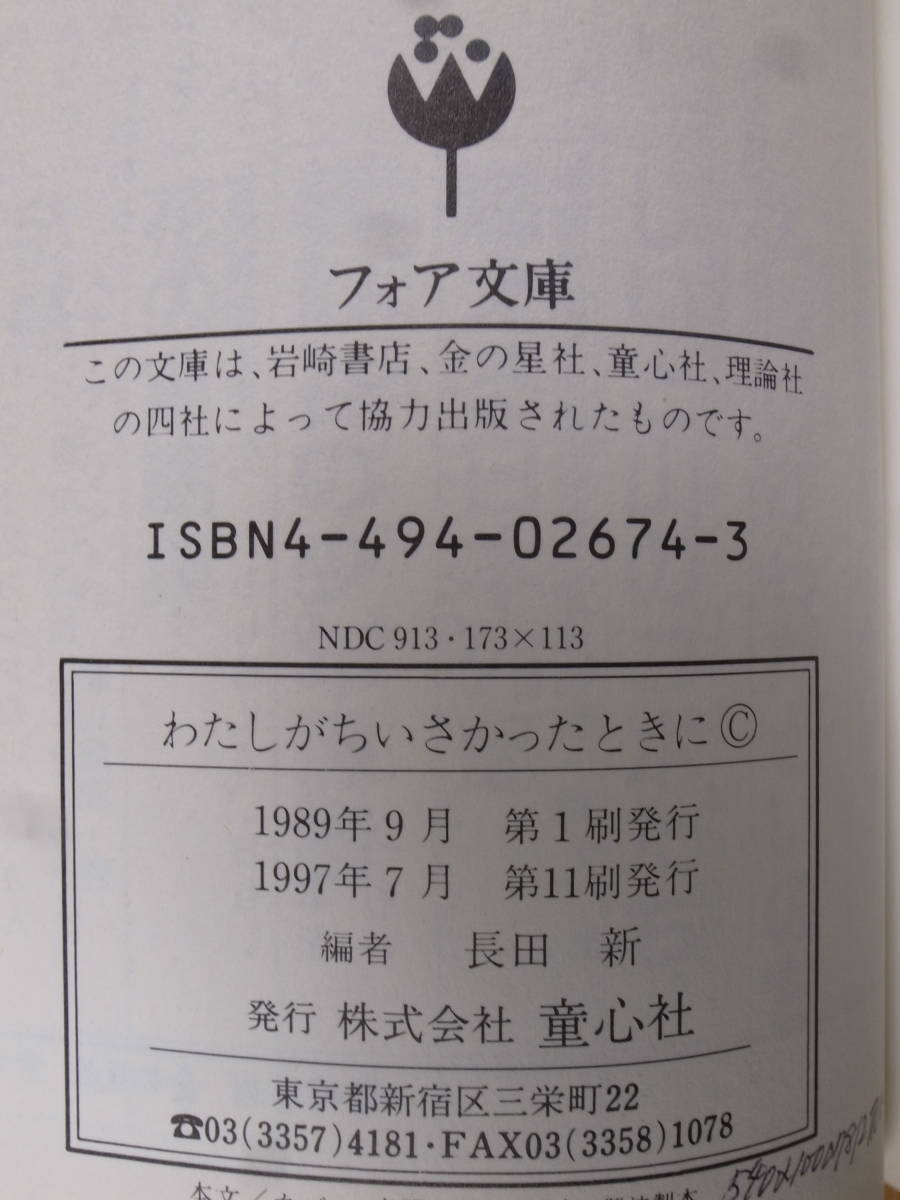 フォア文庫
この文庫は、岩崎書店、金の星社、童心社、理論社
の四社によって協力出版されたものです。
ISBN4-494-02674-3
NDC 913・173×113
わたしがちいさかったときに ©
1989年9月 第1刷発行
1997年7月 第11刷発行
編者 長田 新
発行 株式会社 童心社
東京都新宿区三栄町22
☎03(3357)4181・FAX03(3358)1078
本文/